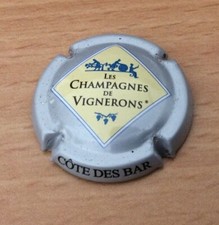 LES
CHAMPAGNES
DE
VIGNERONS*
CÔTE DES BAR